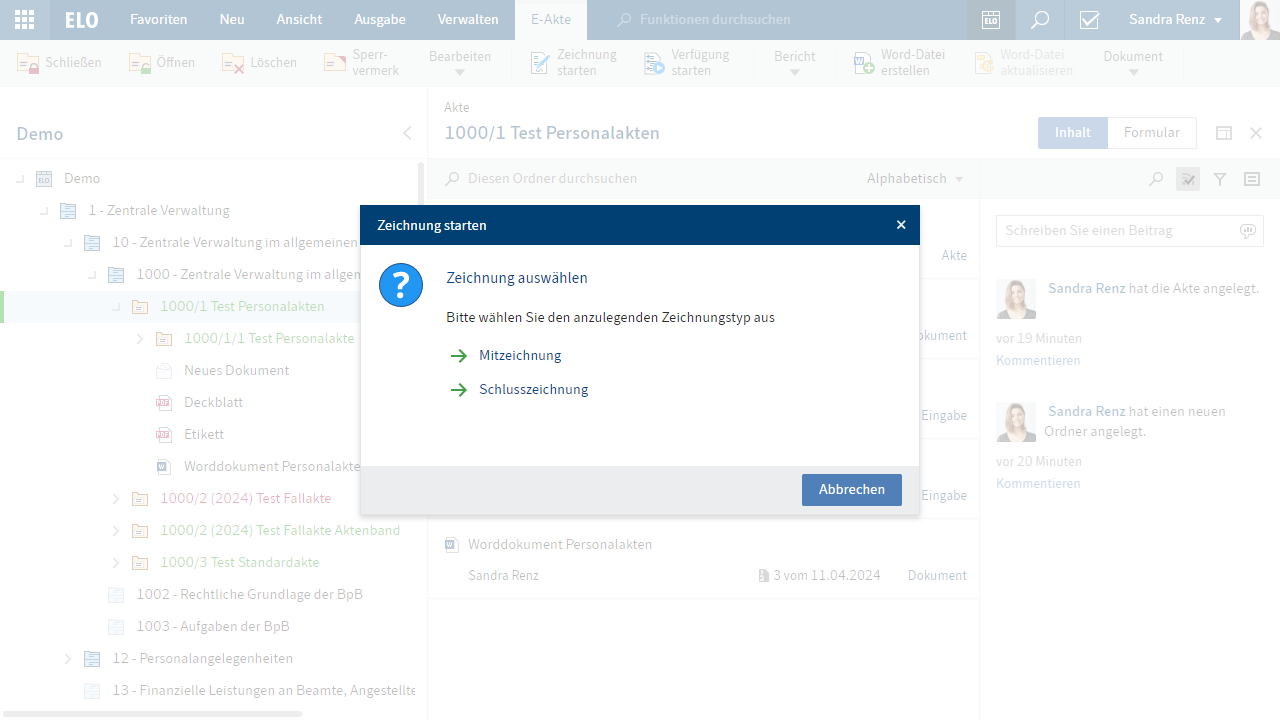 ELO Favoriten Neu Ansicht Ausgabe Verwalten E-Akte Funktionen durchsuchen ELO Sandra Renz
Schließen Öffnen Löschen Sperr-
vermerk Bearbeiten Zeichnung
starten Verfügung
starten Bericht Word-Datei
erstellen Word-Datei
aktualisieren Dokument
Demo
Akte
1000/1 Test Personalakten
Inhalt Formular
Demo
1 - Zentrale Verwaltung
10 - Zentrale Verwaltung im allgemeinen
1000 - Zentrale Verwaltung im allgem
1000/1 Test Personalakten
1000/1/1 Test Personalakte
Neues Dokument
Deckblatt
Etikett
Worddokument Personalakte
1000/2 (2024) Test Fallakte
1000/2 (2024) Test Fallakte Aktenband
1000/3 Test Standardakte
1002 - Rechtliche Grundlage der BpB
1003 - Aufgaben der BpB
12 - Personalangelegenheiten
13 - Finanzielle Leistungen an Beamte, Angestellte
Diesen Ordner durchsuchen Alphabetisch
Akte
okument
Eingabe
Eingabe
Worddokument Personalakten
Sandra Renz 3 vom 11.04.2024 Dokument
Zeichnung starten
Zeichnung auswählen
Bitte wählen Sie den anzulegenden Zeichnungstyp aus
Mitzeichnung
Schlusszeichnung
Abbrechen
Schreiben Sie einen Beitrag
Sandra Renz hat die Akte angelegt.
vor 19 Minuten
Kommentieren
Sandra Renz hat einen neuen
Ordner angelegt.
vor 20 Minuten
Kommentieren